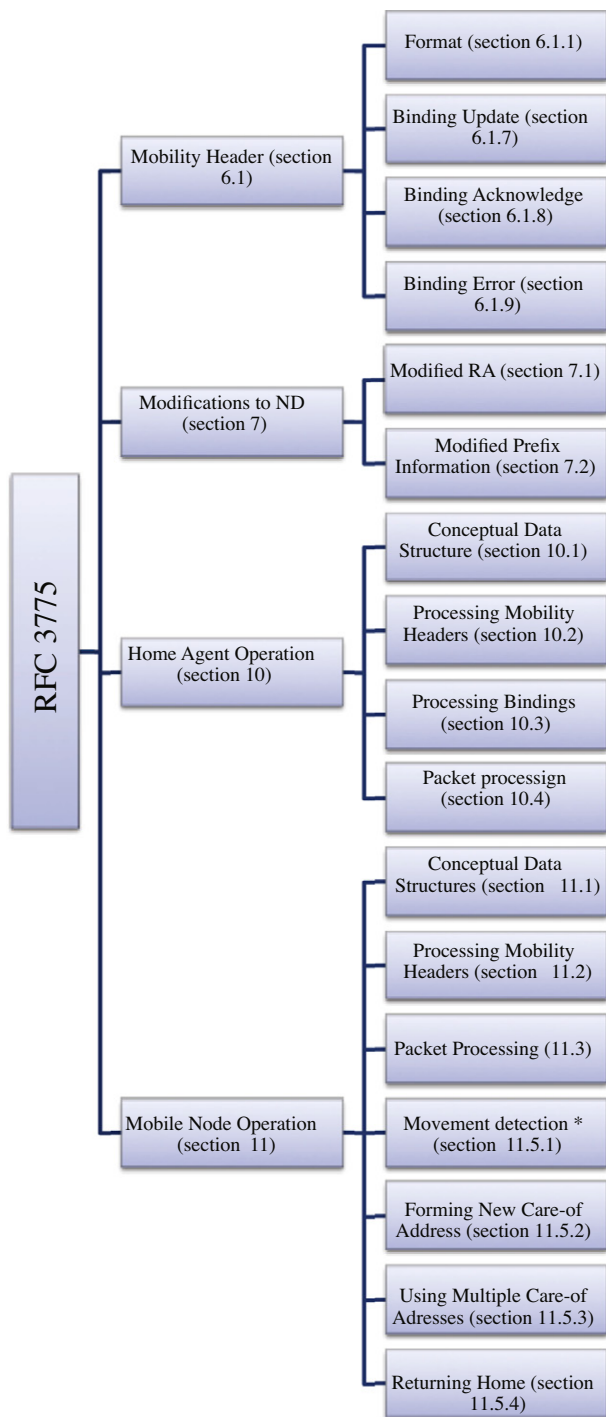 RFC 3775
Mobility Header (section
6.1)
Format (section 6.1.1)
Binding Update (section
6.1.7)
Binding Acknowledge
(section 6.1.8)
Binding Error (section
6.1.9)
Modifications to ND
(section 7)
Modified RA (section 7.1)
Modified Prefix
Information (section 7.2)
Home Agent Operation
(section 10)
Conceptual Data
Structure (section 10.1)
Processing Mobility
Headers (section 10.2)
Processing Bindings
(section 10.3)
Packet processign
(section 10.4)
Mobile Node Operation
(section 11)
Conceptual Data
Structures (section 11.1)
Processing Mobility
Headers (section 11.2)
Packet Processing (11.3)
Movement detection *
(section 11.5.1)
Forming New Care-of
Address (section 11.5.2)
Using Multiple Care-of
Adresses (section 11.5.3)
Returning Home (section
11.5.4)